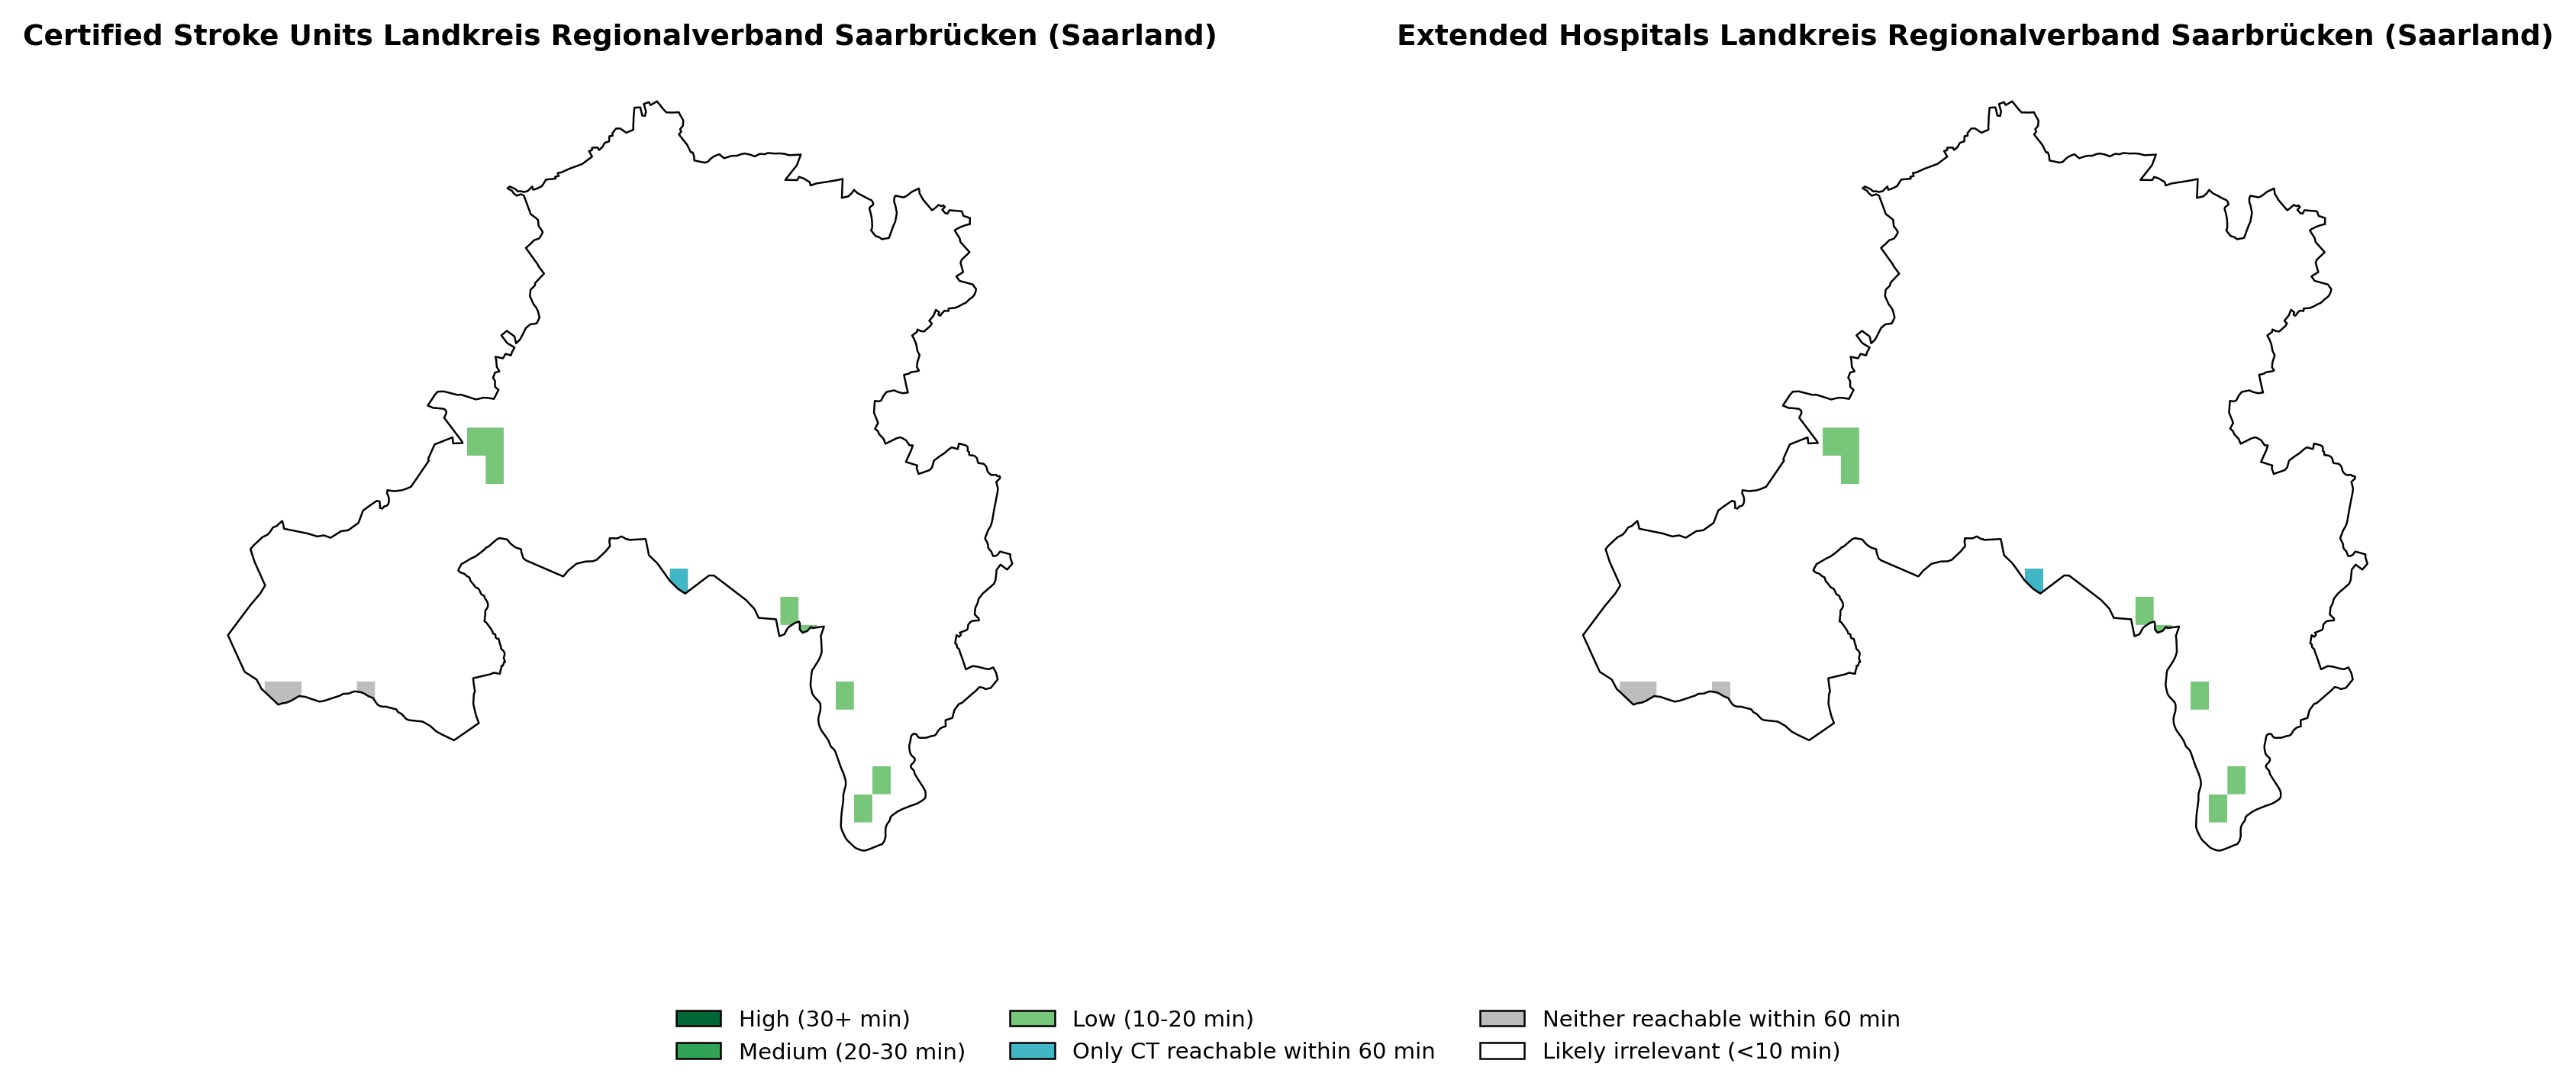 Certified Stroke Units Landkreis Regionalverband Saarbrücken (Saarland)
Extended Hospitals Landkreis Regionalverband Saarbrücken (Saarland)
High (30+ min)
Medium (20-30 min)
Low (10-20 min)
Only CT reachable within 60 min
Neither reachable within 60 min
Likely irrelevant (<10 min)